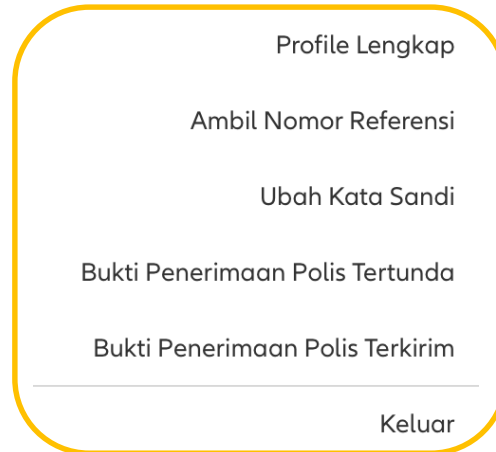 Profile Lengkap
Ambil Nomor Referensi
Ubah Kata Sandi
Bukti Penerimaan Polis Tertunda
Bukti Penerimaan Polis Terkirim
Keluar